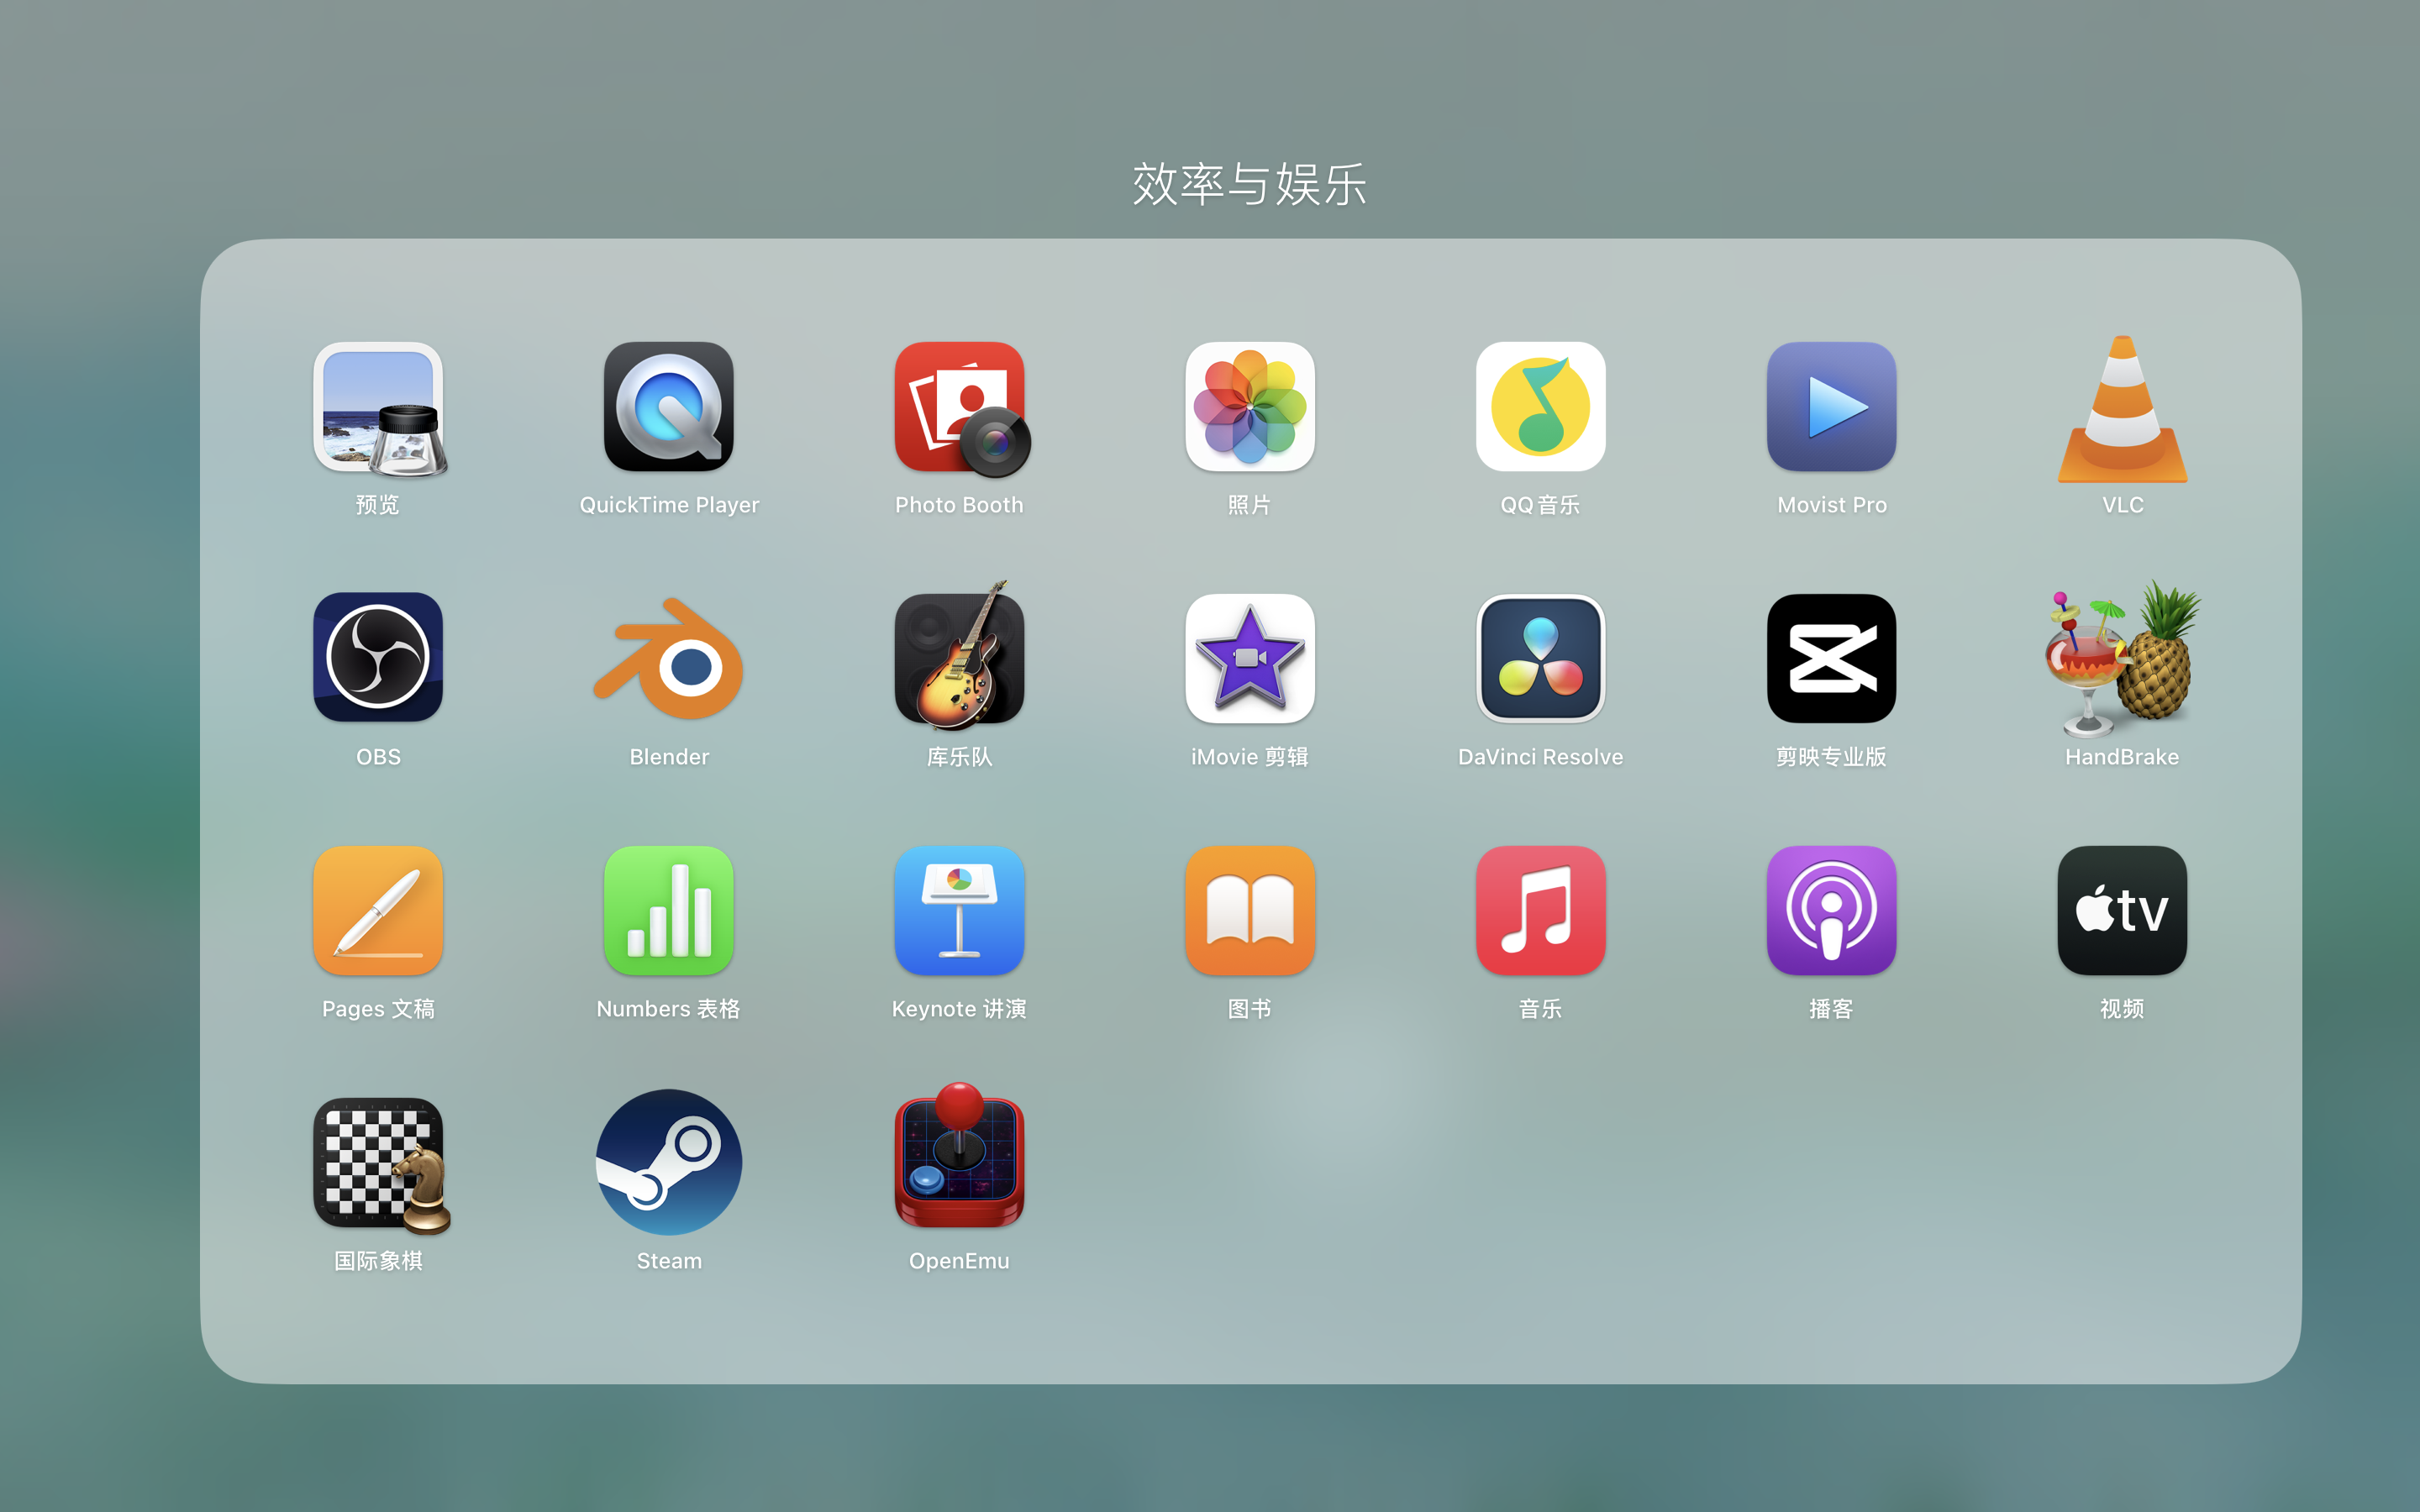 效率与娱乐
预览
QuickTime Player
Photo Booth
照片
QQ音乐
Movist Pro
VLC
OBS
Blender
库乐队
iMovie 剪辑
DaVinci Resolve
剪映专业版
HandBrake
Pages 文稿
Numbers 表格
Keynote 讲演
图书
音乐
播客
tv
视频
国际象棋
Steam
OpenEmu